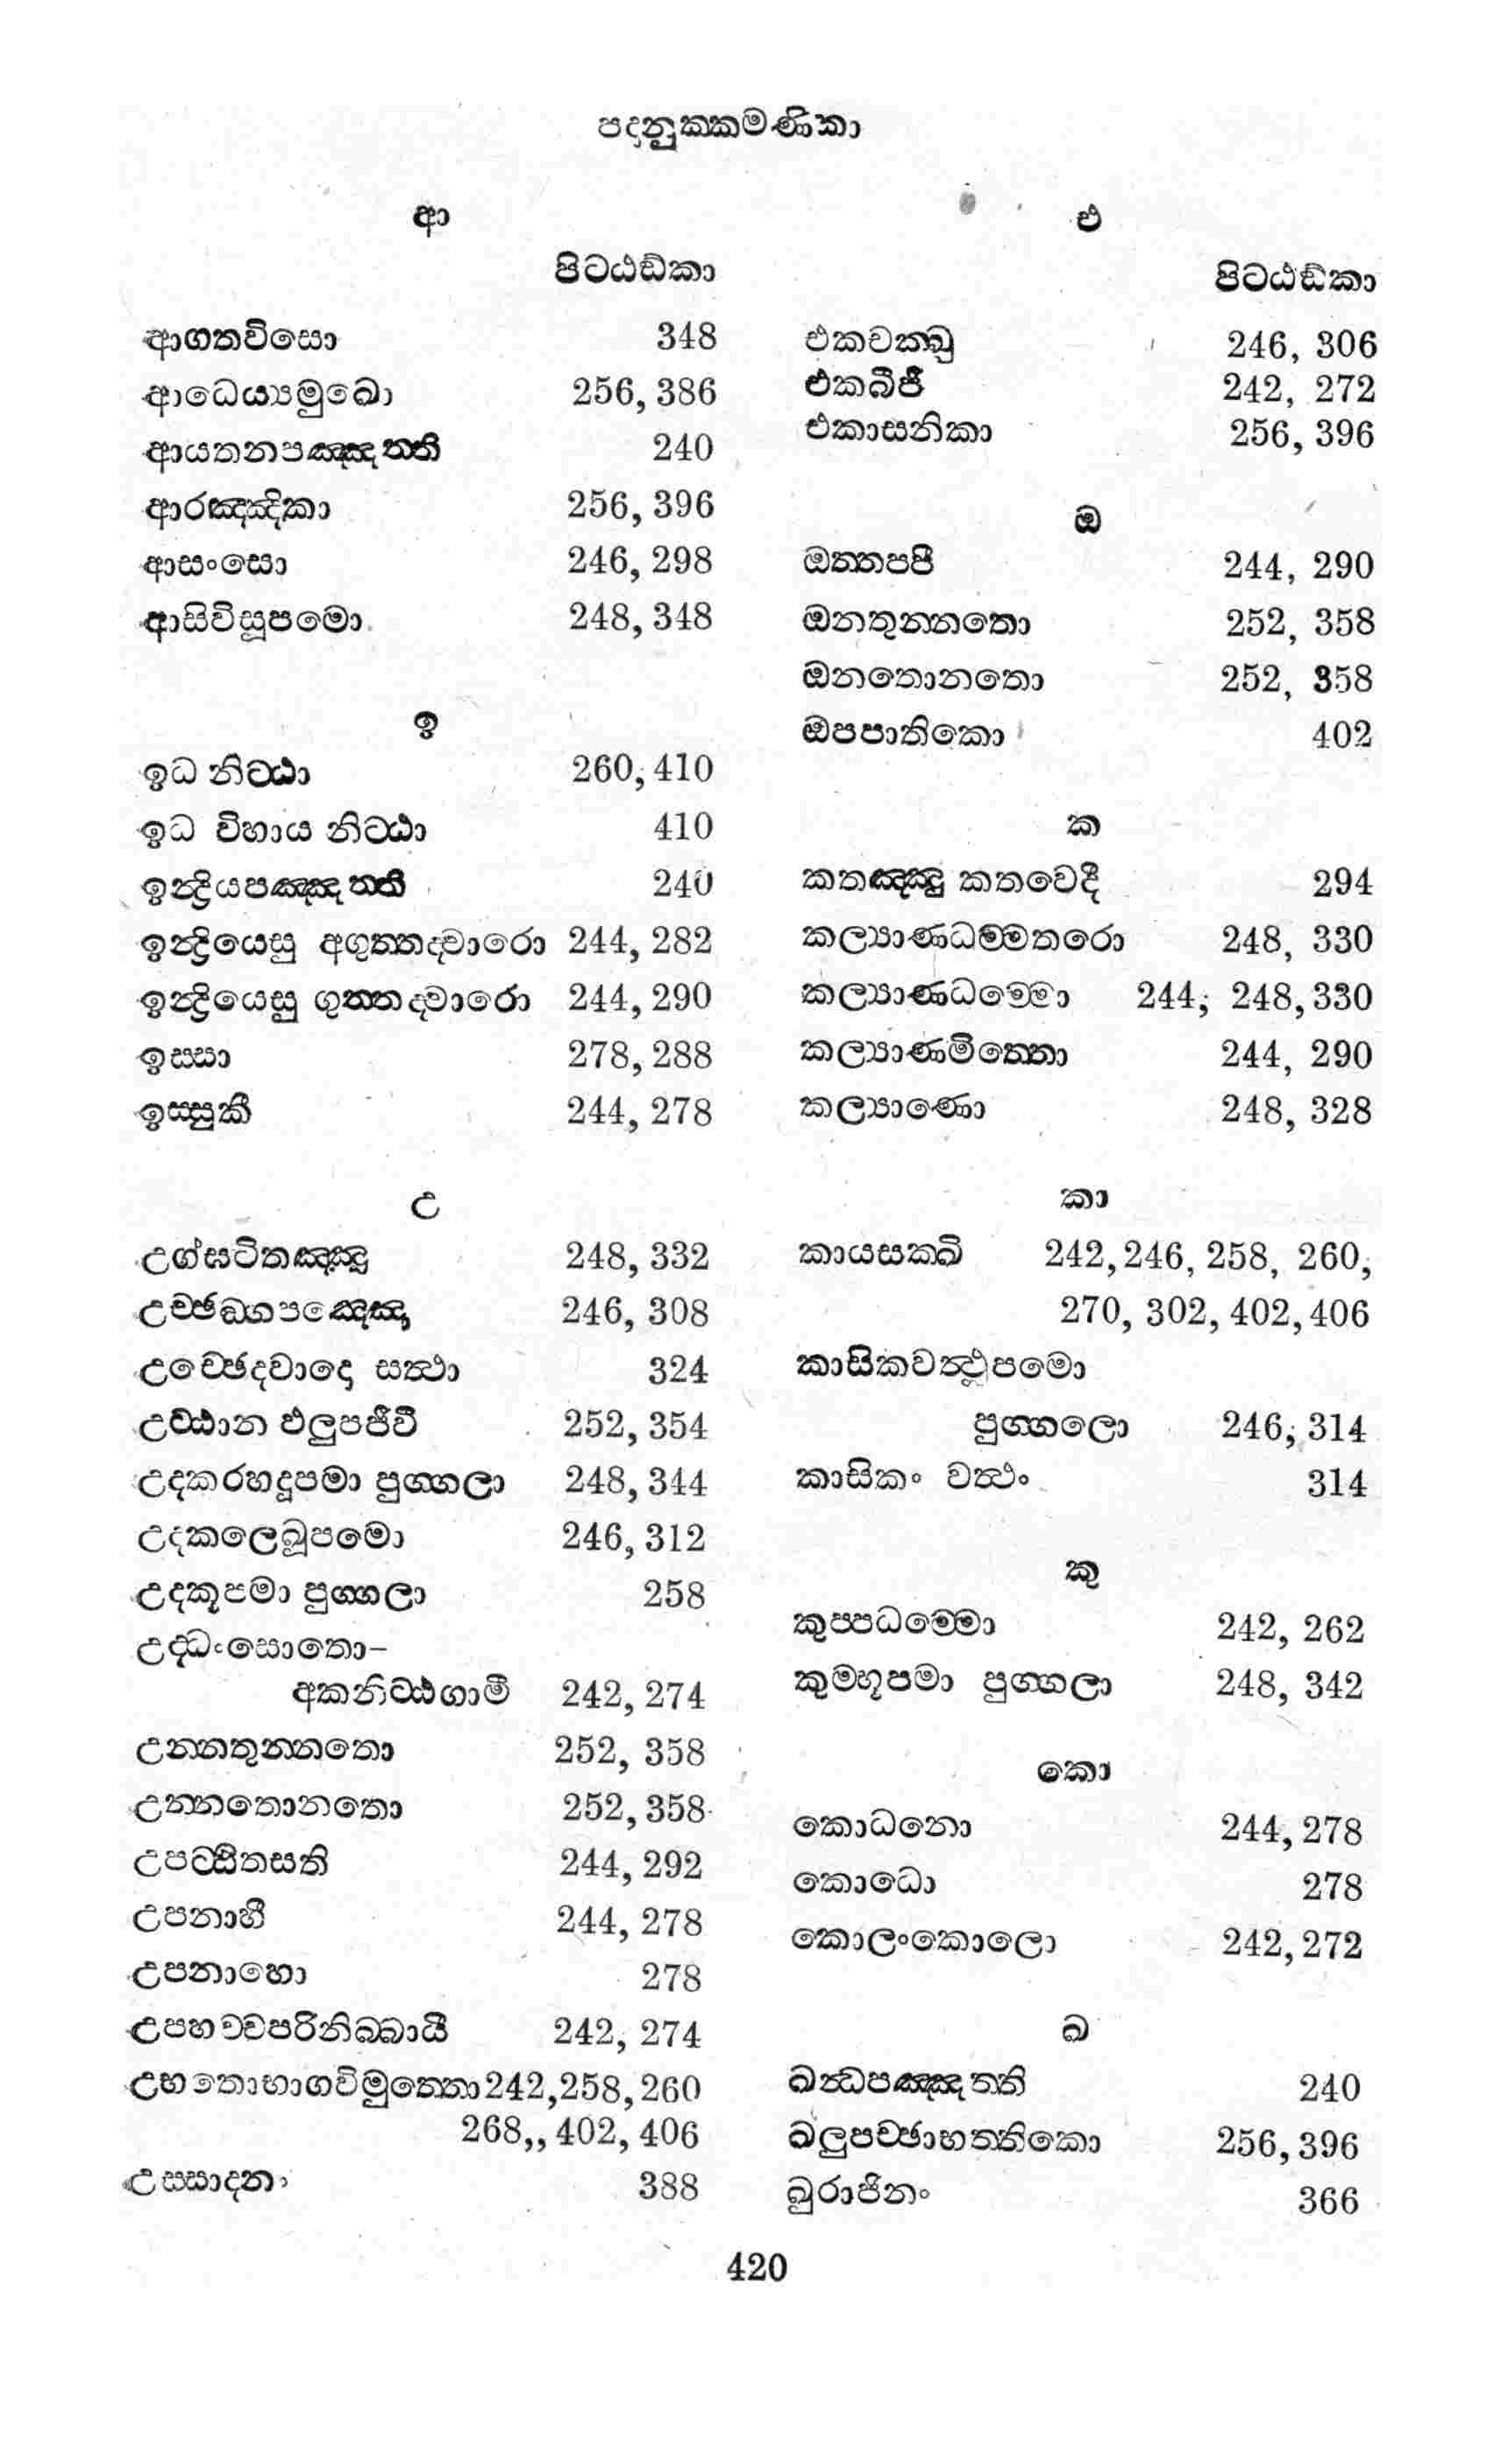 පදානුක්කමණිකා
ආ
පිටඨඞ්කා
ආගතවිසො 348
ආධෙය්‍යමුඛො 256, 386
ආයතනපඤ්ඤත්ති 240
ආරඤ්ඤිකා 256, 396
ආසංසො 246, 298
ආසිවිසූපමො 248, 348
ඉ
ඉධ නිට්ඨා 260, 410
ඉධ විහාය නිට්ඨා 410
ඉන්ද්‍රියපඤ්ඤත්ති 240
ඉන්ද්‍රියෙසු අගුත්තද්වාරො 244, 282
ඉන්ද්‍රියෙසු ගුත්තද්වාරො 244, 290
ඉස්සා 278, 288
ඉස්සුකී 244, 278
උ
උග්ඝටිතඤ්ඤු 248, 332
උච්ඡඞ්ගපඤ්ඤො 246, 308
උච්ඡෙදවාදො සත්ථා 324
උට්ඨාන ඵලුපජීවී 252, 354
උදකරහදූපමා පුග්ගලා 248, 344
උදකලෙඛූපමො 246, 312
උදකූපමා පුග්ගලා 258
උද්ධංසොතො-
අකනිට්ඨගාමී 242, 274
උන්නතුන්නතො 252, 358
උන්නතොනතො 252, 358
උපට්ඨිතසති 244, 292
උපනාහී 244, 278
උපනාහො 278
උපහච්චපරිනිබ්බායී 242, 274
උභතොභාගවිමුත්තො 242, 258, 260
268,, 402, 406
උස්සාදනා 388
එ
පිටඨඞ්කා
එකචක්ඛු 246, 306
එකබීජී 242, 272
එකාසනිකා 256, 396
ඔ
ඔත්තප්පී 244, 290
ඔනතුන්නතො 252, 358
ඔනතොනතො 252, 358
ඔපපාතිකො 402
ක
කතඤ්ඤු කතවෙදී 294
කල්‍යාණධම්මතරො 248, 330
කල්‍යාණධම්මො 244, 248, 330
කල්‍යාණමිත්තො 244, 290
කල්‍යාණො 248, 328
කා
කායසක්ඛි 242, 246, 258, 260,
270, 302, 402, 406
කාසිකවත්ථූපමො
පුග්ගලො 246, 314
කාසිකං වත්ථං 314
කු
කුප්පධම්මො 242, 262
කුම්භූපමා පුග්ගලා 248, 342
කො
කොධනො 244, 278
කොධො 278
කොලංකොලො 242, 272
ඛ
ඛන්ධපඤ්ඤත්ති 240
ඛලුපච්ඡාභත්තිකො 256, 396
ඛුරාජිනං 366
420